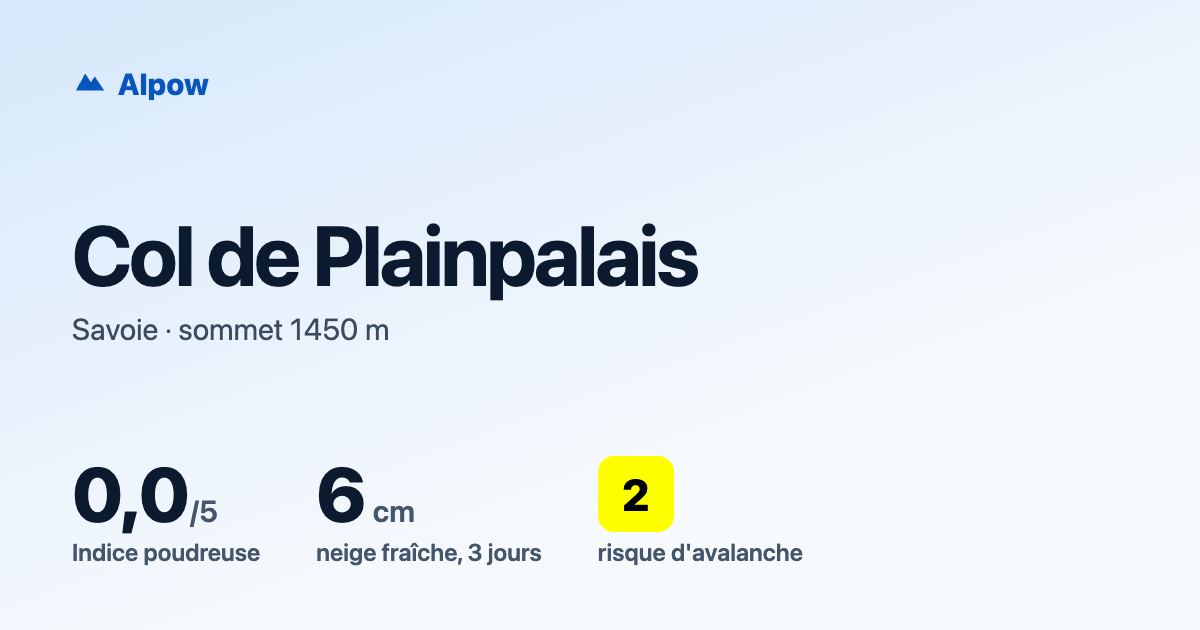 Alpow
Col de Plainpalais
Savoie · sommet 1450 m
0,0/5
Indice poudreuse
6 cm
neige fraîche, 3 jours
2
risque d'avalanche